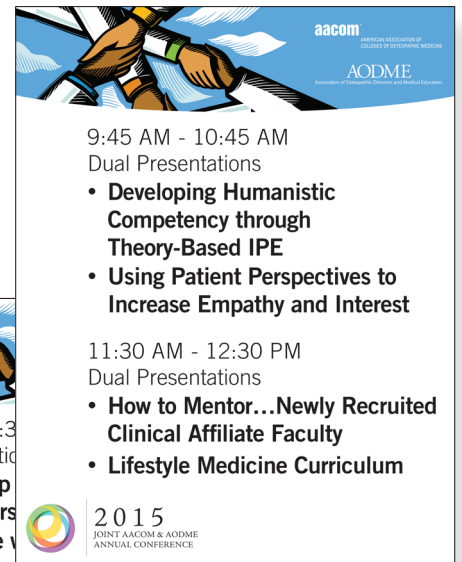 aacom
AMERICAN ASSOCIATION OF
COLLEGES OF OSTEOPATHIC MEDICINE
AODME
Association of Osteopathic Directors and Medical Educators
9:45 AM - 10:45 AM
Dual Presentations
• Developing Humanistic
Competency through
Theory-Based IPE
• Using Patient Perspectives to
Increase Empathy and Interest
11:30 AM - 12:30 PM
Dual Presentations
• How to Mentor…Newly Recruited
Clinical Affiliate Faculty
• Lifestyle Medicine Curriculum
2015
JOINT AACOM & AODME
ANNUAL CONFERENCE